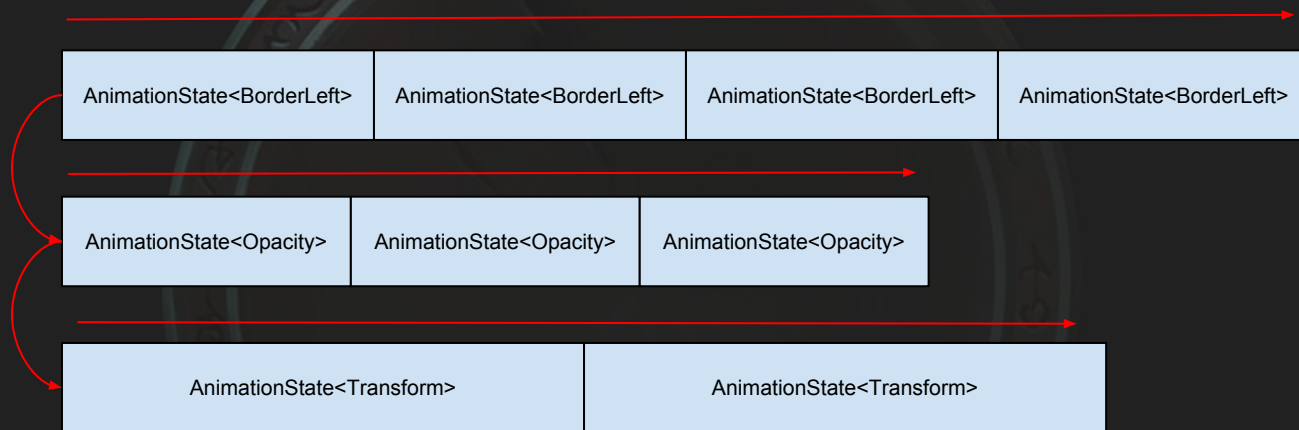 AnimationState<BorderLeft> AnimationState<BorderLeft> AnimationState<BorderLeft> AnimationState<BorderLeft>
AnimationState<Opacity> AnimationState<Opacity> AnimationState<Opacity>
AnimationState<Transform> AnimationState<Transform>